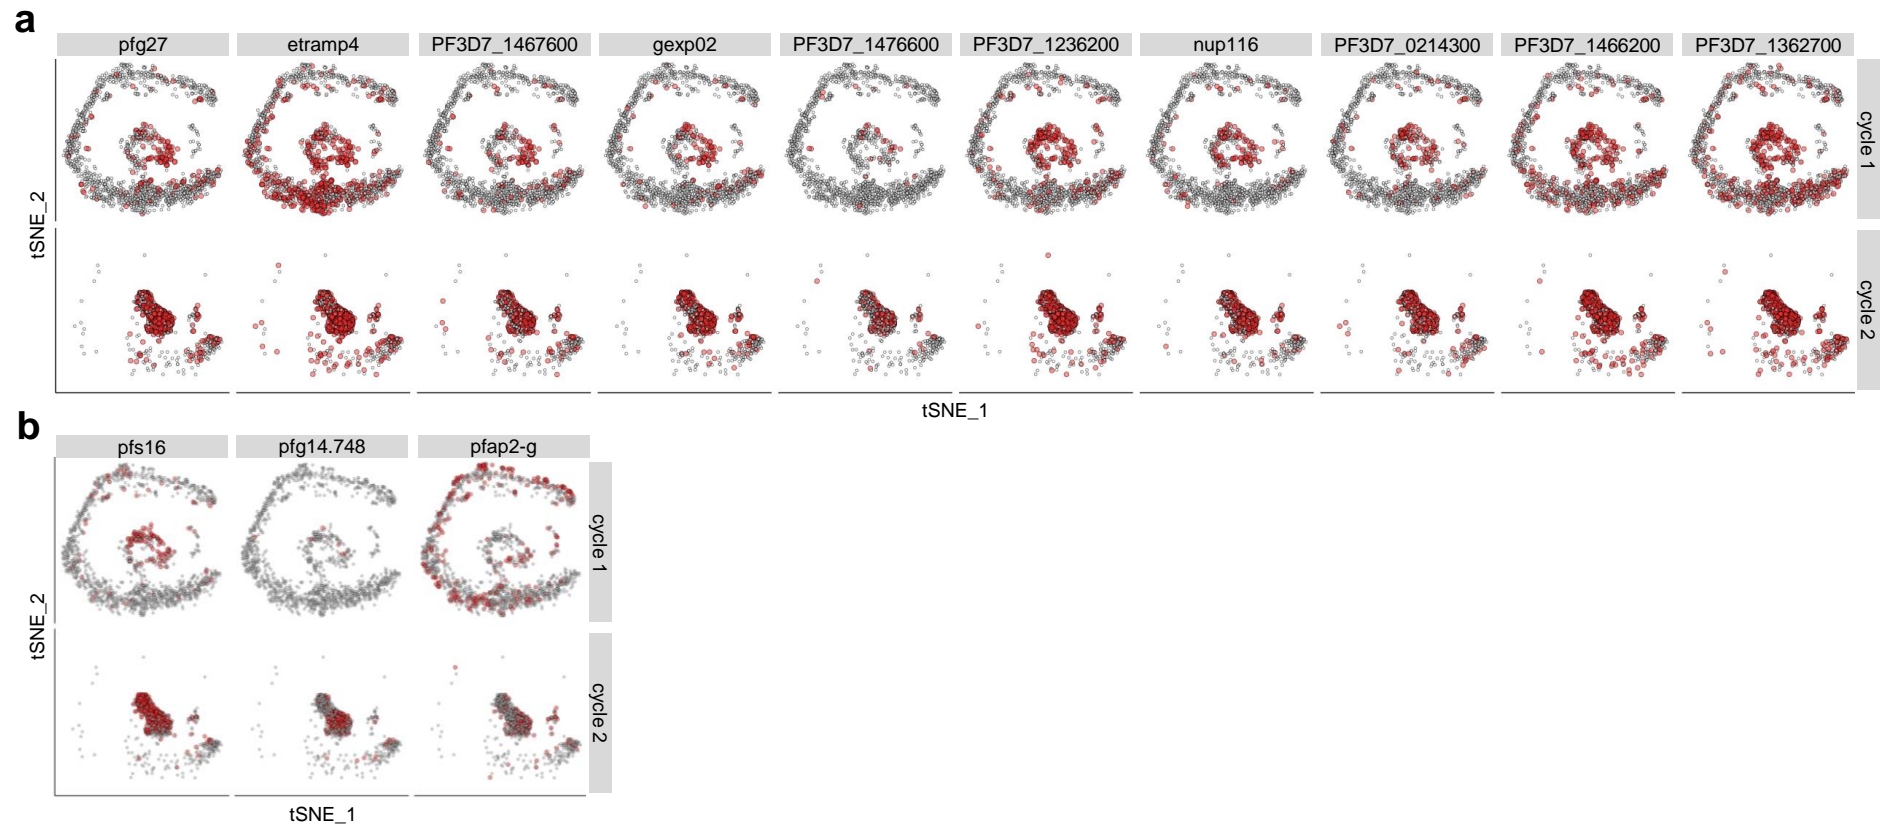 a
pfg27 etramp4 PF3D7_1467600 gexp02 PF3D7_1476600 PF3D7_1236200 nup116 PF3D7_0214300 PF3D7_1466200 PF3D7_1362700
cycle 1
tSNE_2
cycle 2
tSNE_1
b
pfs16 pfg14.748 pfap2-g
cycle 1
tSNE_2
cycle 2
tSNE_1